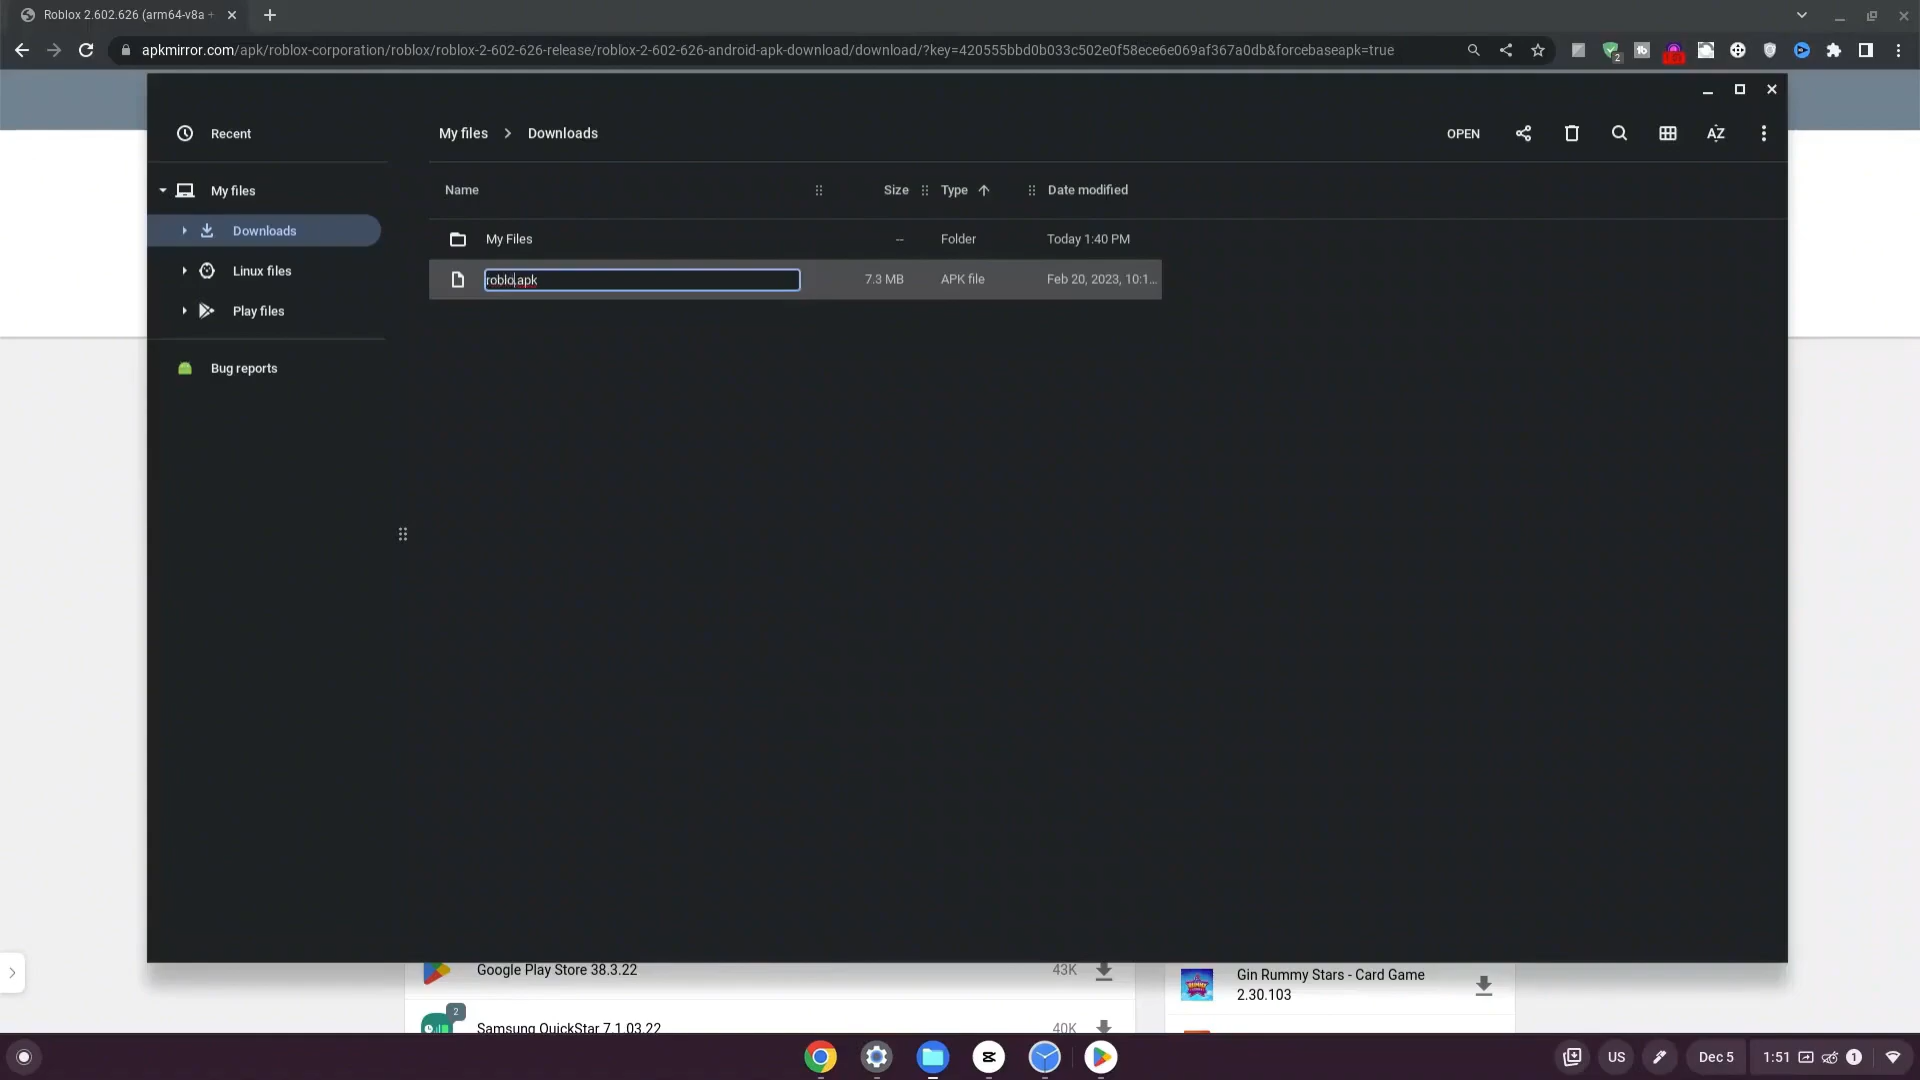 Roblox 2.602.626 (arm64-v8a +
apkmirror.com/apk/roblox-corporation/roblox/roblox-2-602-626-release/roblox-2-602-626-android-apk-download/download/?key=420555bbd0b033c502e0f58ece6e069af367a0db&forcebaseapk=true
2
Recent
My files
Downloads
Linux files
Play files
Bug reports
My files > Downloads
OPEN
AZ
Name Size Type Date modified
My Files -- Folder Today 1:40 PM
roblo.apk 7.3 MB APK file Feb 20, 2023, 10:1...
Google Play Store 38.3.22 43K
2
Samsung QuickStar 7.1.03.22 40K
Gin Rummy Stars - Card Game
2.30.103
US
Dec 5
1:51
1